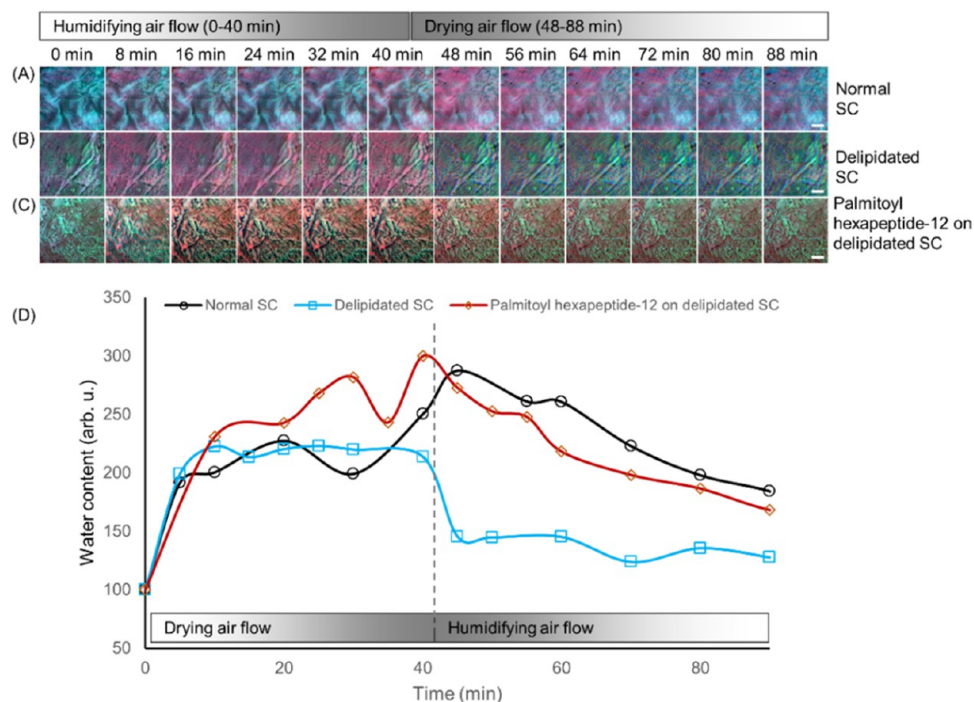 Humidifying air flow (0-40 min) Drying air flow (48-88 min)
0 min 8 min 16 min 24 min 32 min 40 min 48 min 56 min 64 min 72 min 80 min 88 min
(A) Normal
SC
(B) Delipidated
SC
(C) Palmitoyl
hexapeptide-12 on
delipidated SC
(D)
350
Normal SC Delipidated SC Palmitoyl hexapeptide-12 on delipidated SC
300
250
200
150
100
50
Water content (arb. u.)
Drying air flow Humidifying air flow
0 20 40 60 80
Time (min)